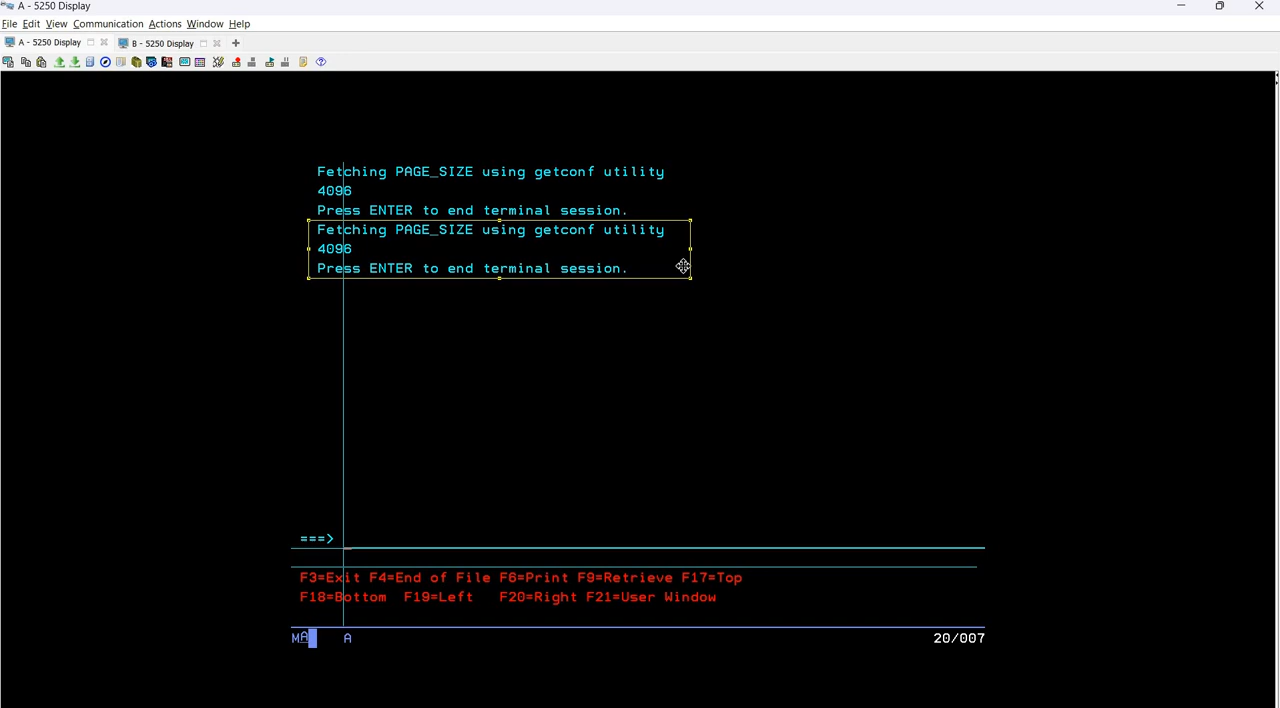 A - 5250 Display
File Edit View Communication Actions Window Help
A - 5250 Display B - 5250 Display
Fetching PAGE_SIZE using getconf utility
4096
Press ENTER to end terminal session.
Fetching PAGE_SIZE using getconf utility
4096
Press ENTER to end terminal session.
===>
F3=Exit F4=End of File F6=Print F9=Retrieve F17=Top
F18=Bottom F19=Left F20=Right F21=User Window
MA A 20/007